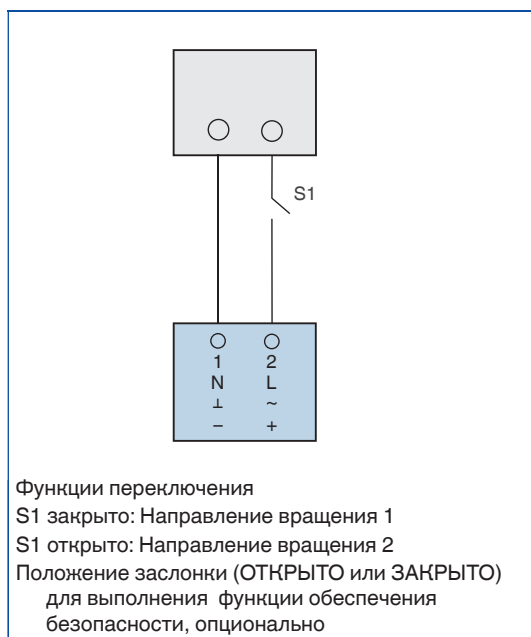 S1
1 2
N L
⊥ ~
− +
Функции переключения
S1 закрыто: Направление вращения 1
S1 открыто: Направление вращения 2
Положение заслонки (ОТКРЫТО или ЗАКРЫТО)
для выполнения функции обеспечения
безопасности, опционально